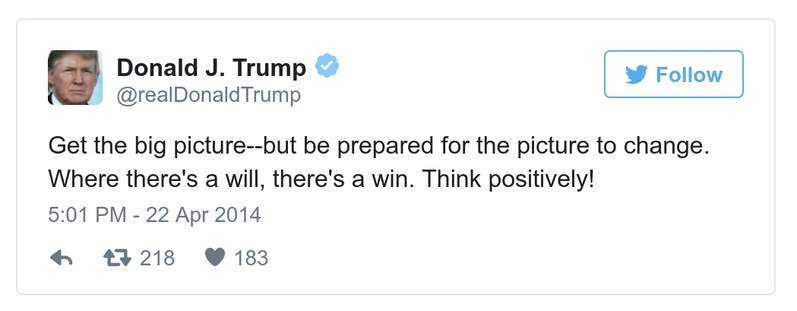 Donald J. Trump
@realDonaldTrump
Follow
Get the big picture--but be prepared for the picture to change.
Where there's a will, there's a win. Think positively!
5:01 PM - 22 Apr 2014
218 183